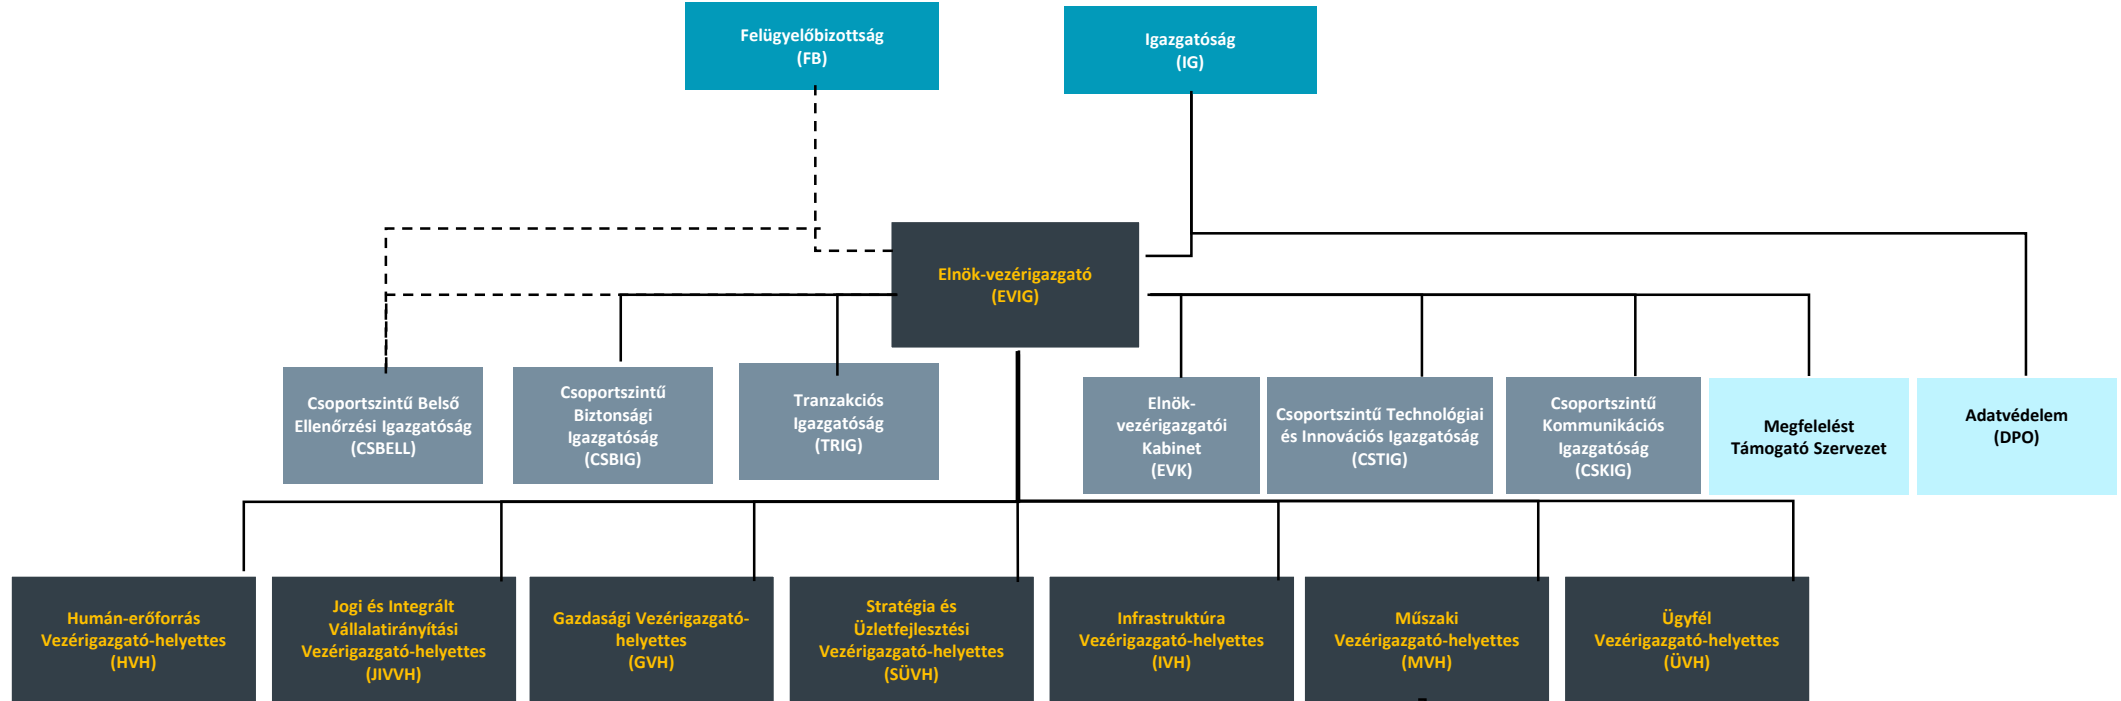 Felügyelőbizottság
(FB)
Igazgatóság
(IG)
Elnök-vezérigazgató
(EVIG)
Csoportszintű Belső
Ellenőrzési Igazgatóság
(CSBELL)
Csoportszintű
Biztonsági
Igazgatóság
(CSBIG)
Tranzakciós
Igazgatóság
(TRIG)
Elnök-
vezérigazgatói
Kabinet
(EVK)
Csoportszintű Technológiai
és Innovációs Igazgatóság
(CSTIG)
Csoportszintű
Kommunikációs
Igazgatóság
(CSKIG)
Megfelelést
Támogató Szervezet
Adatvédelem
(DPO)
Humán-erőforrás
Vezérigazgató-helyettes
(HVH)
Jogi és Integrált
Vállalatirányítási
Vezérigazgató-helyettes
(JIVVH)
Gazdasági Vezérigazgató-
helyettes
(GVH)
Stratégia és
Üzletfejlesztési
Vezérigazgató-helyettes
(SÜVH)
Infrastruktúra
Vezérigazgató-helyettes
(IVH)
Műszaki
Vezérigazgató-helyettes
(MVH)
Ügyfél
Vezérigazgató-helyettes
(ÜVH)